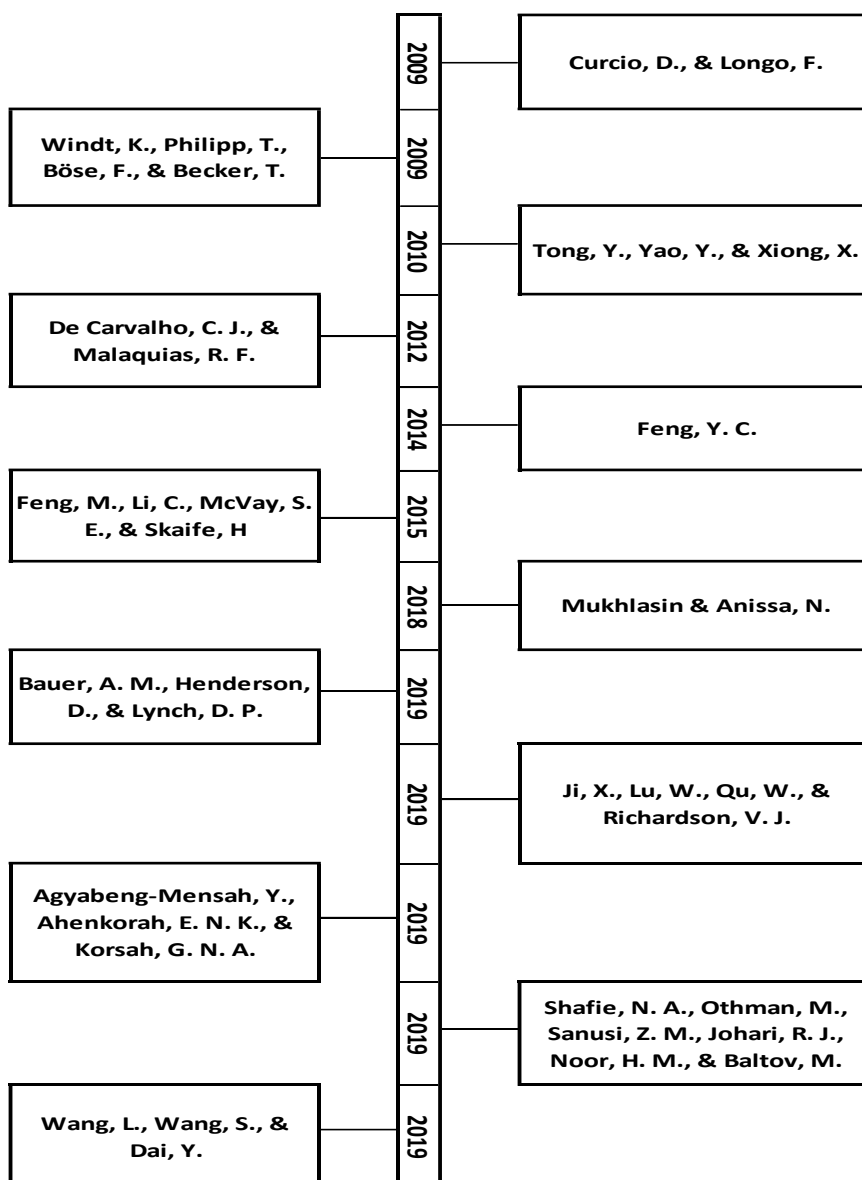 2009
Curcio, D., & Longo, F.
2009
Windt, K., Philipp, T.,
Böse, F., & Becker, T.
2010
Tong, Y., Yao, Y., & Xiong, X.
2012
De Carvalho, C. J., &
Malaquias, R. F.
2014
Feng, Y. C.
2015
Feng, M., Li, C., McVay, S.
E., & Skaife, H
2018
Mukhlasin & Anissa, N.
2019
Bauer, A. M., Henderson,
D., & Lynch, D. P.
2019
Ji, X., Lu, W., Qu, W., &
Richardson, V. J.
2019
Agyabeng-Mensah, Y.,
Ahenkorah, E. N. K., &
Korsah, G. N. A.
2019
Shafie, N. A., Othman, M.,
Sanusi, Z. M., Johari, R. J.,
Noor, H. M., & Baltov, M.
2019
Wang, L., Wang, S., &
Dai, Y.